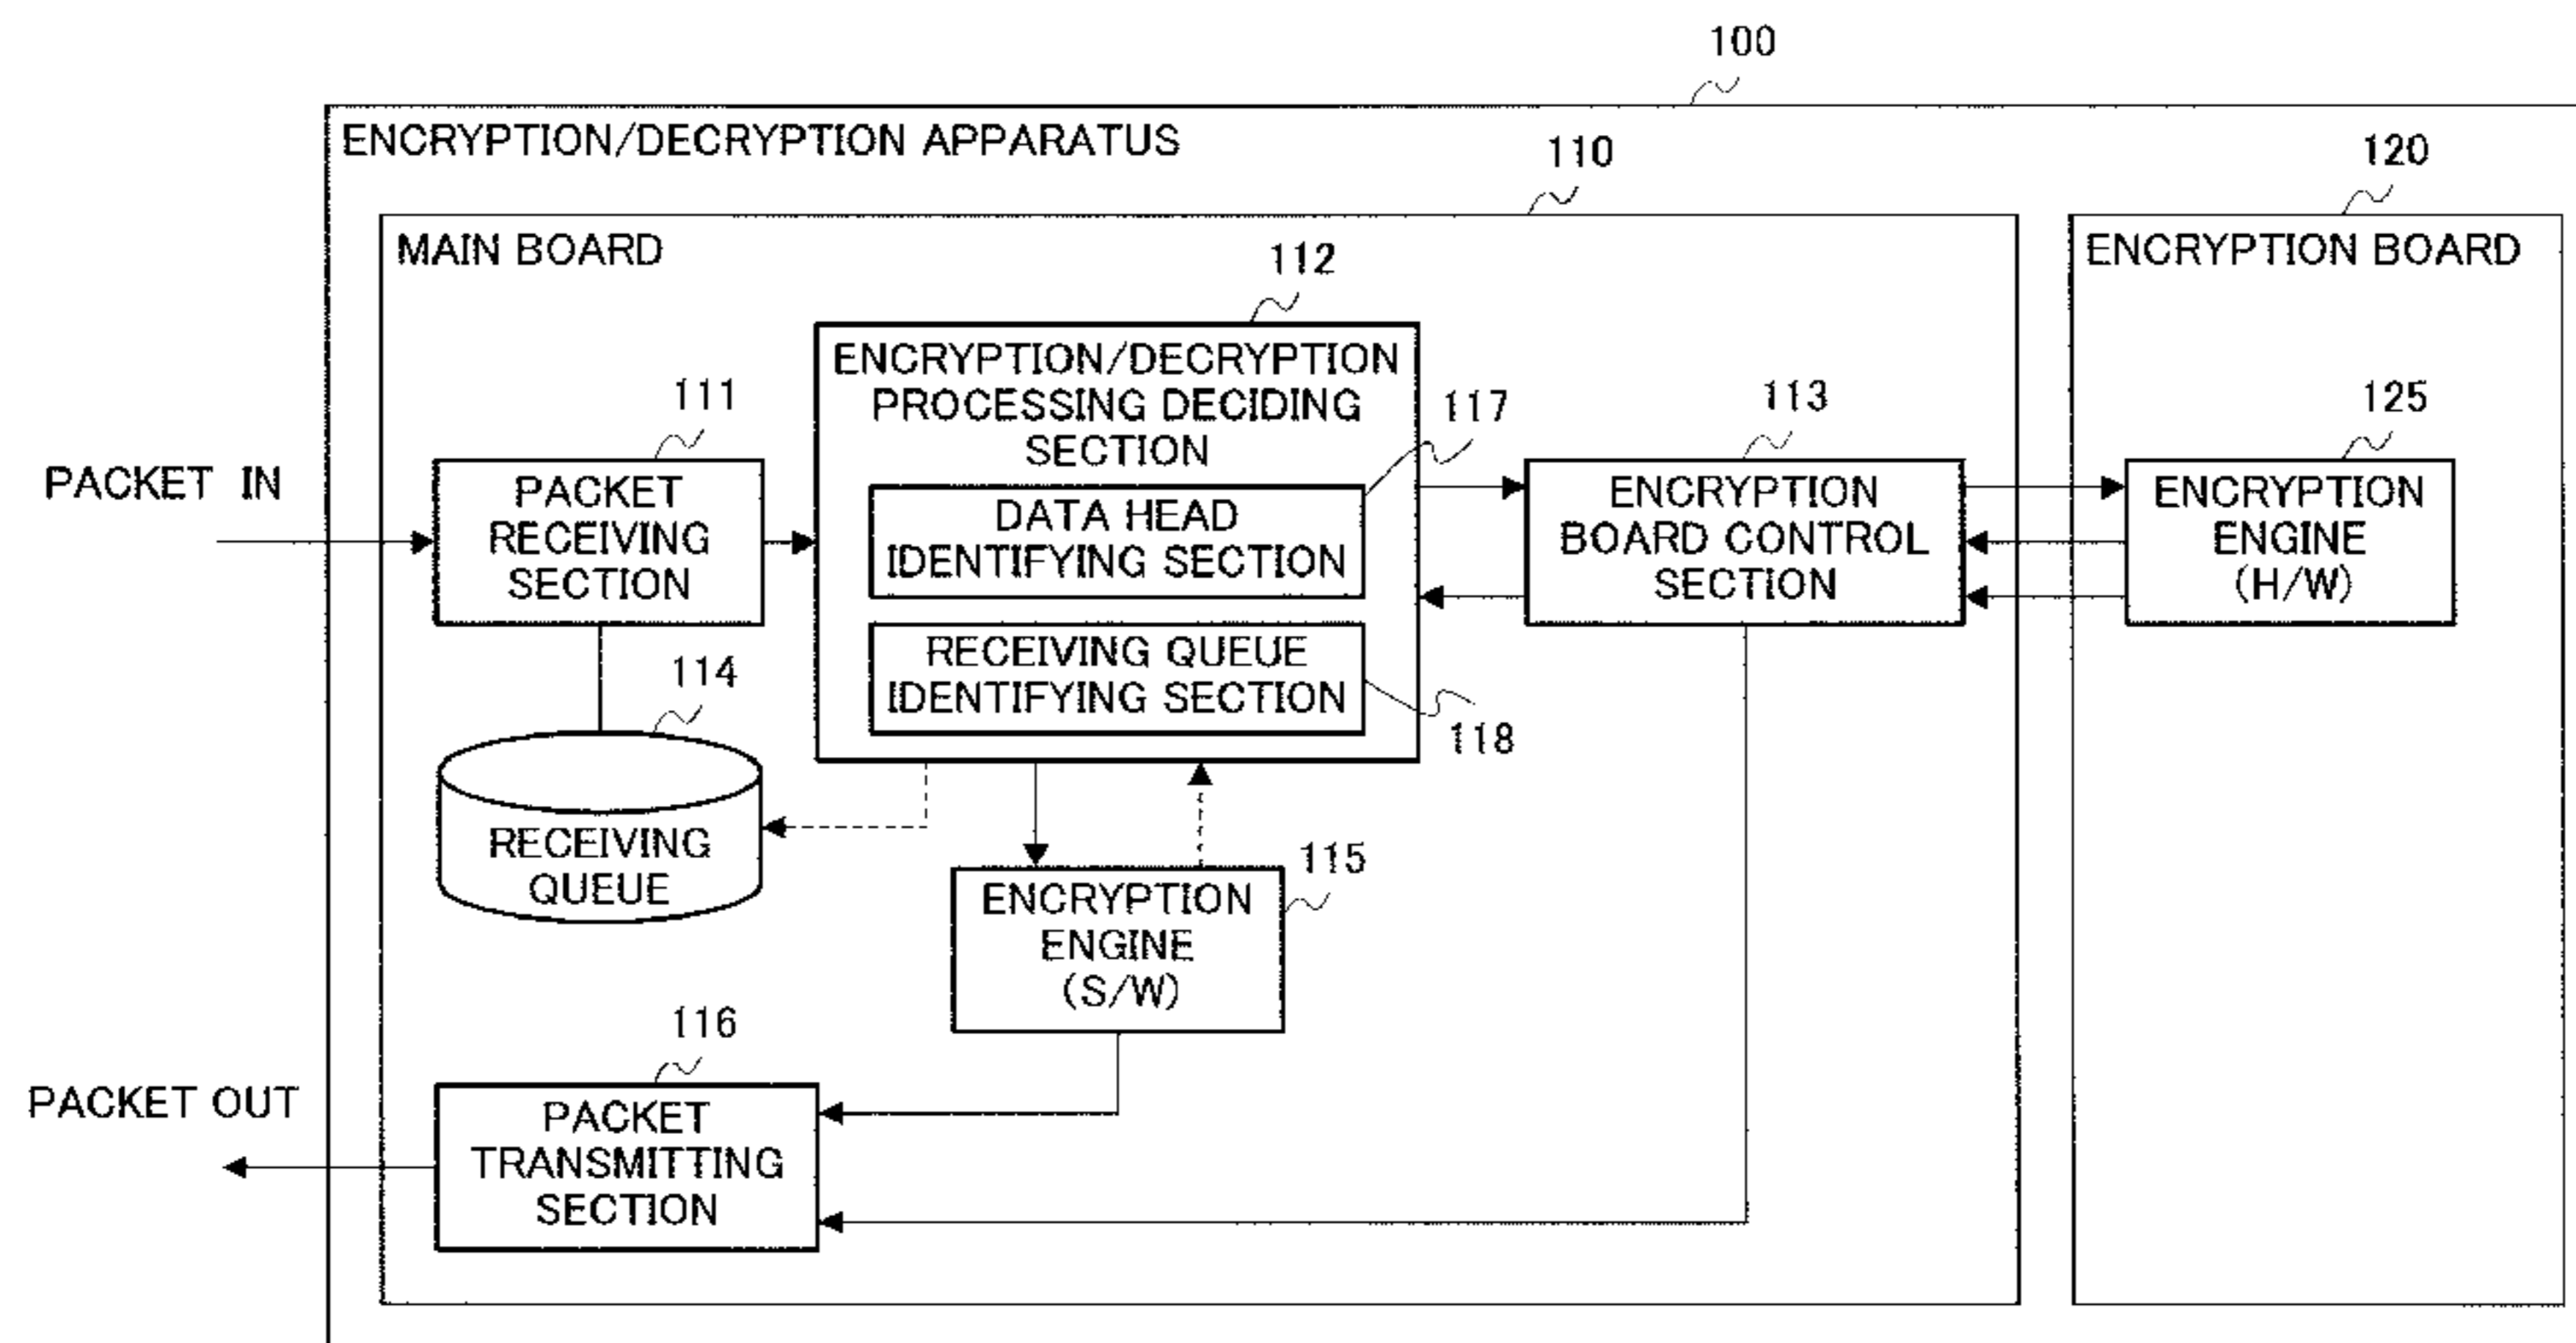 100
ENCRYPTION/DECRYPTION APPARATUS
110
120
MAIN BOARD
ENCRYPTION BOARD
112
ENCRYPTION/DECRYPTION
PROCESSING DECIDING
SECTION
111
117
113
125
PACKET IN
PACKET
RECEIVING
SECTION
DATA HEAD
IDENTIFYING SECTION
ENCRYPTION
BOARD CONTROL
SECTION
ENCRYPTION
ENGINE
(H/W)
RECEIVING QUEUE
IDENTIFYING SECTION
114
118
RECEIVING
QUEUE
115
ENCRYPTION
ENGINE
(S/W)
116
PACKET OUT
PACKET
TRANSMITTING
SECTION